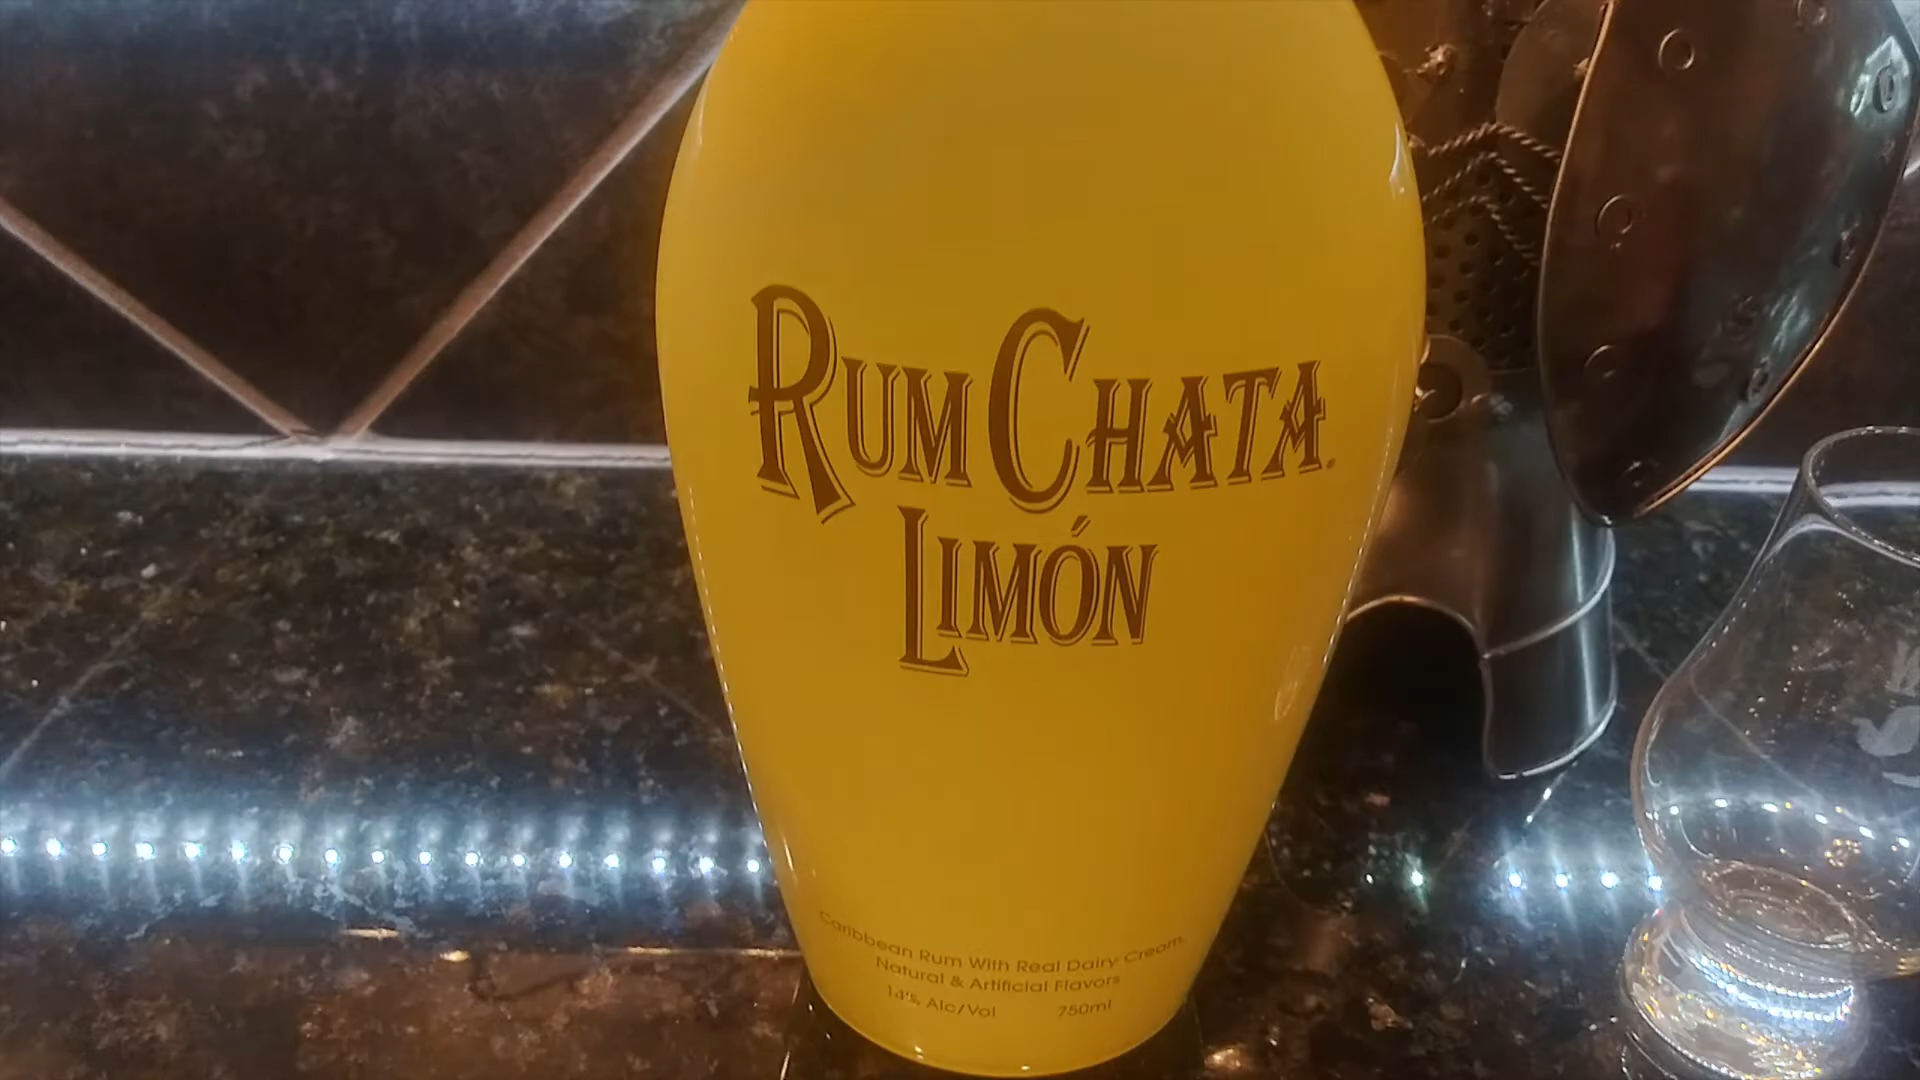 RUMCHATA
LIMÓN
Caribbean Rum With Real Dairy Cream.
Natural & Artificial Flavors
14% Alc/Vol 750ml